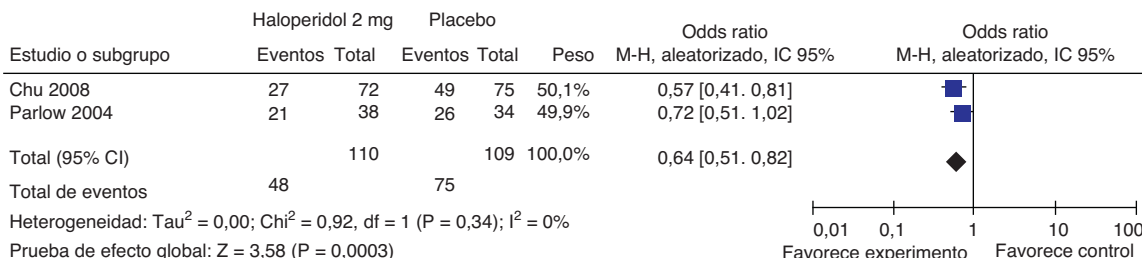 Haloperidol 2 mg Placebo Odds ratio Odds ratio
Estudio o subgrupo Eventos Total Eventos Total Peso M-H, aleatorizado, IC 95% M-H, aleatorizado, IC 95%
Chu 2008 27 72 49 75 50,1% 0,57 [0,41. 0,81]
Parlow 2004 21 38 26 34 49,9% 0,72 [0,51. 1,02]
Total (95% CI) 110 109 100,0% 0,64 [0,51. 0,82]
Total de eventos 48 75
Heterogeneidad: Tau² = 0,00; Chi² = 0,92, df = 1 (P = 0,34); I² = 0%
0,01 0,1 1 10 100
Prueba de efecto global: Z = 3,58 (P = 0,0003) Favorece experimento Favorece control